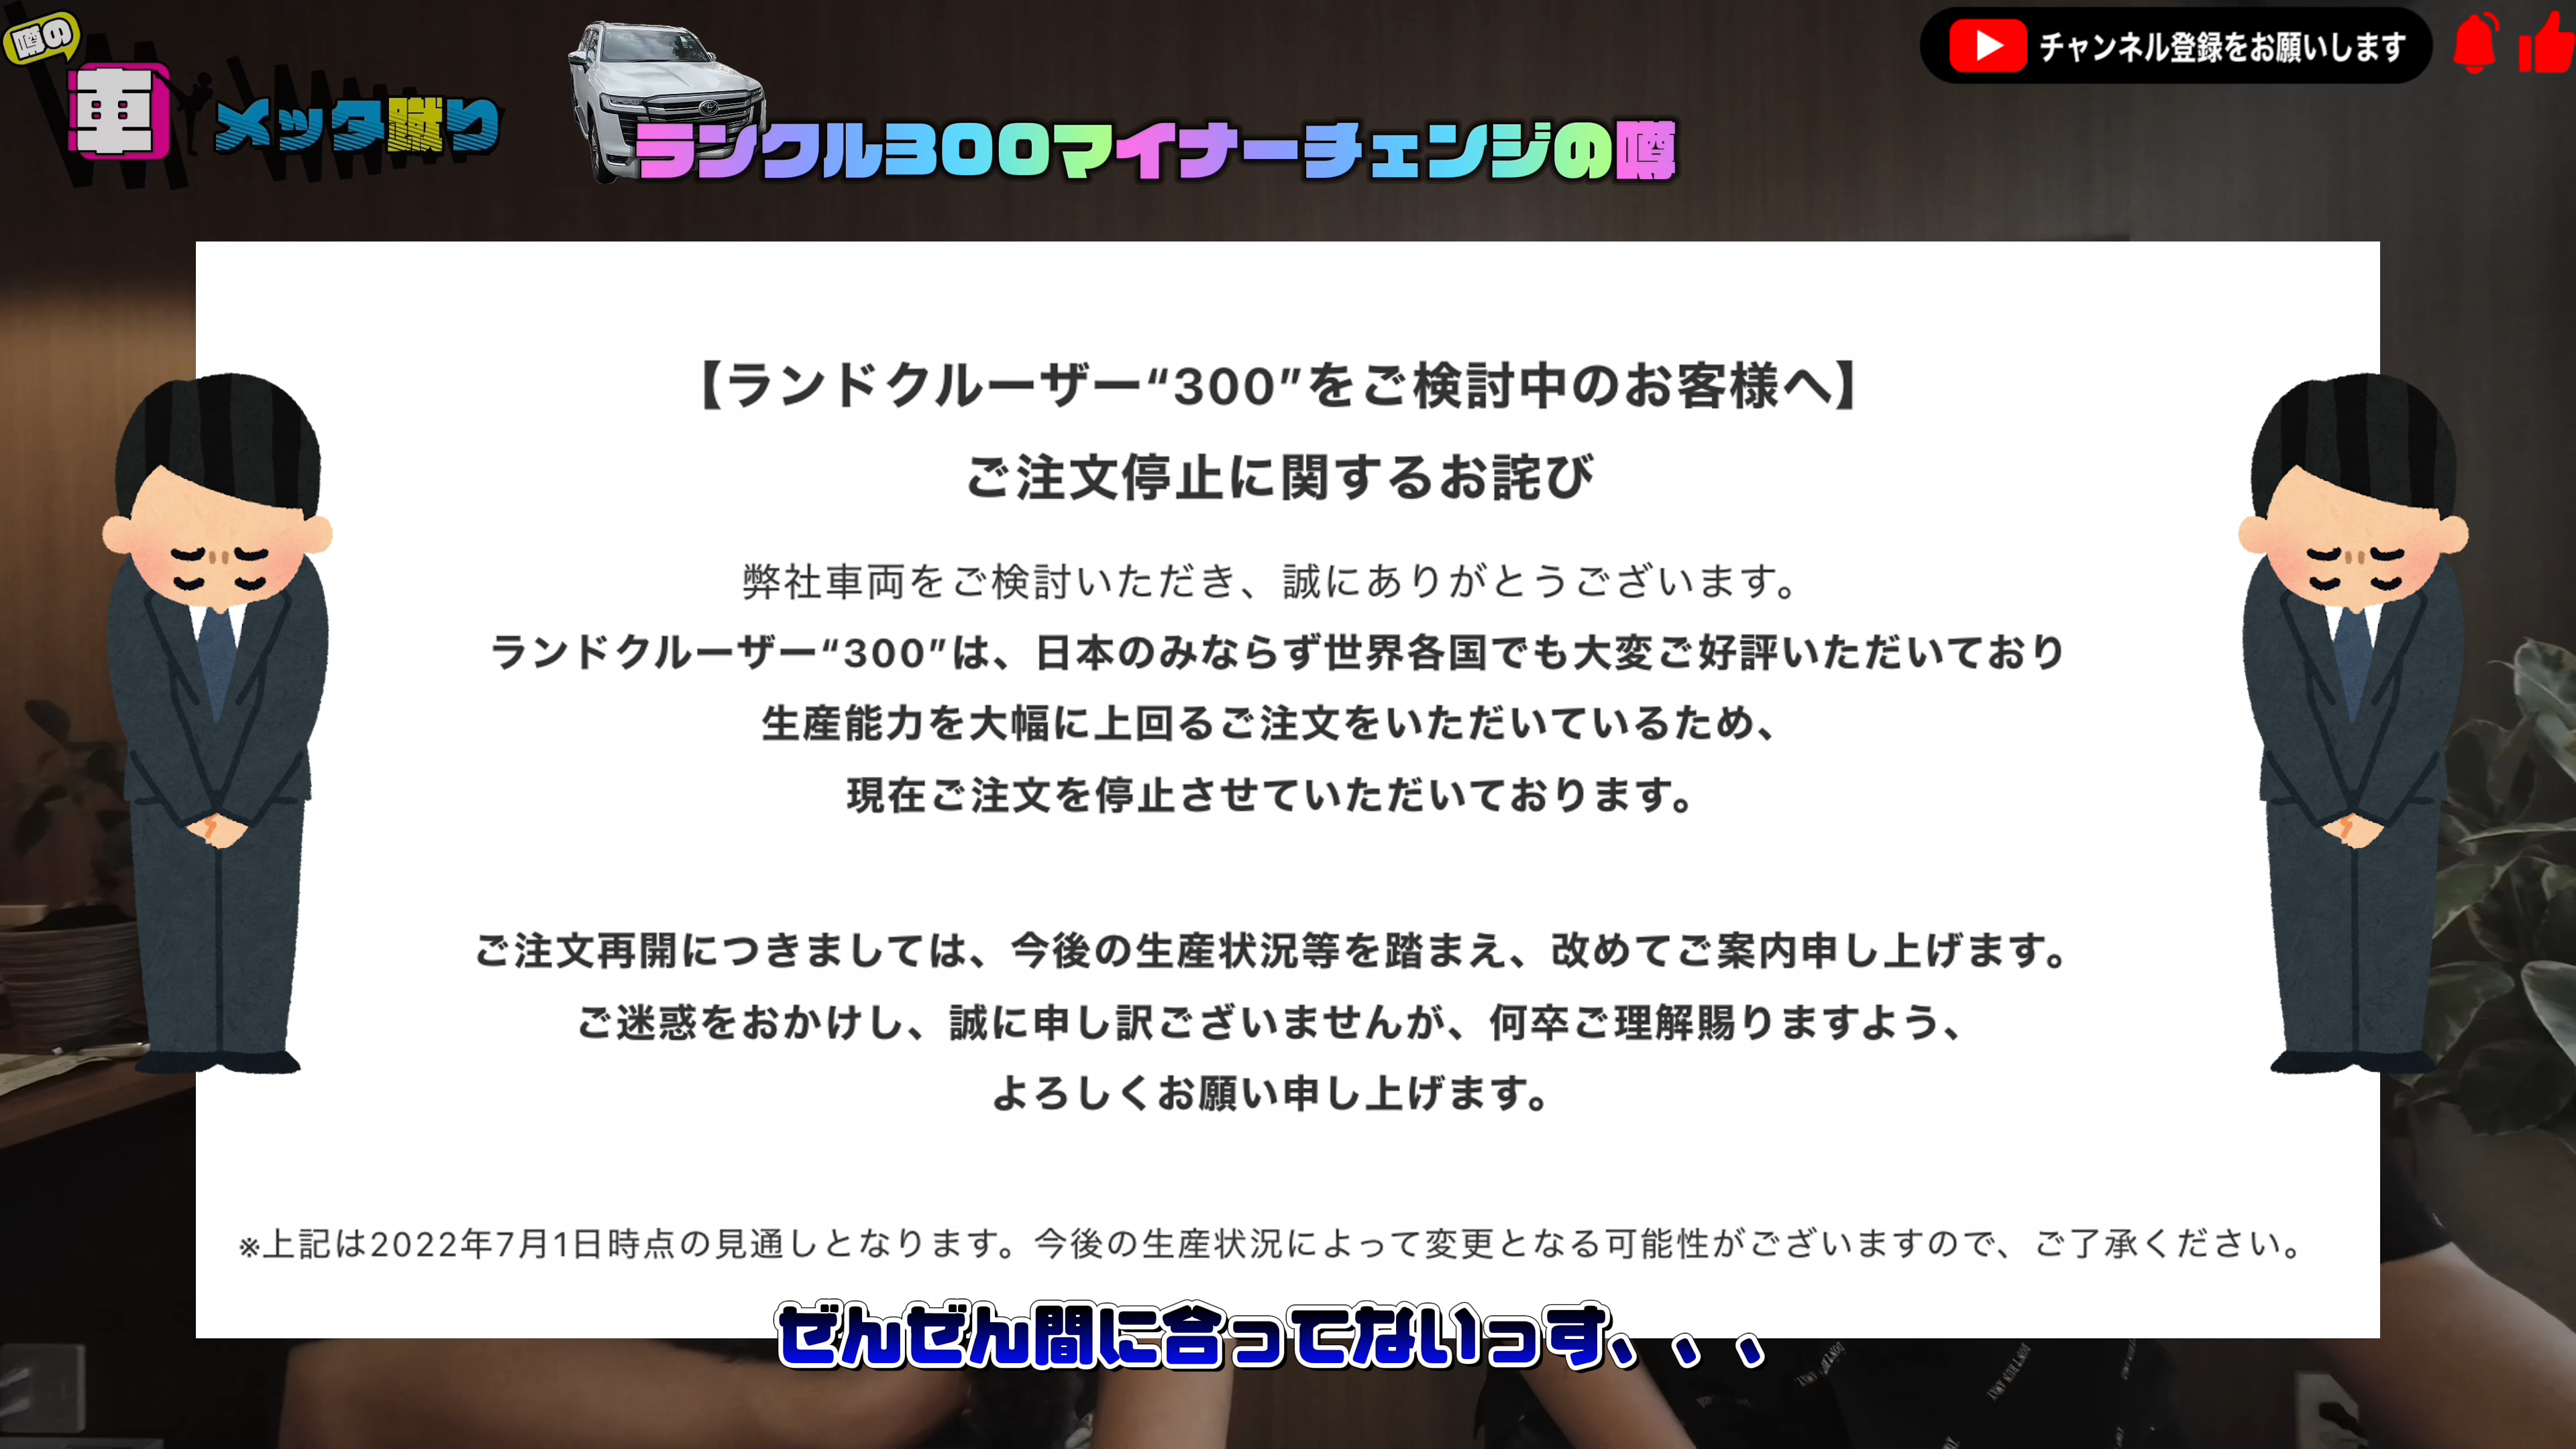 噂の
車
メッタ蹴り
ランクル300マイナーチェンジの噂
チャンネル登録をお願いします
【ランドクルーザー“300”をご検討中のお客様へ】
ご注文停止に関するお詫び
弊社車両をご検討いただき、誠にありがとうございます。
ランドクルーザー“300”は、日本のみならず世界各国でも大変ご好評いただいており
生産能力を大幅に上回るご注文をいただいているため、
現在ご注文を停止させていただいております。
ご注文再開につきましては、今後の生産状況等を踏まえ、改めてご案内申し上げます。
ご迷惑をおかけし、誠に申し訳ございませんが、何卒ご理解賜りますよう、
よろしくお願い申し上げます。
※上記は2022年7月1日時点の見通しとなります。今後の生産状況によって変更となる可能性がございますので、ご了承ください。
ぜんぜん間に合ってないっす、、、